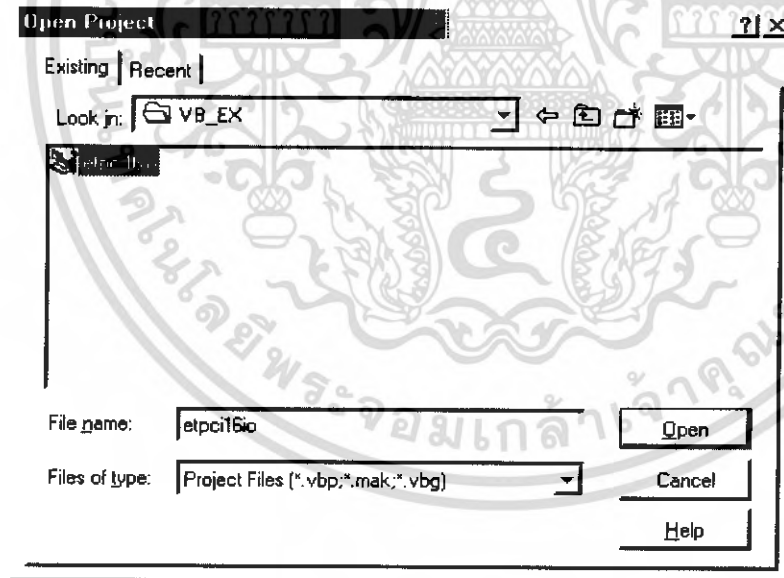 Open Project
Existing Recent
Look in: VB_EX
File name: etpci16io Open
Files of type: Project Files (*.vbp;*.mak;*.vbg) Cancel
Help